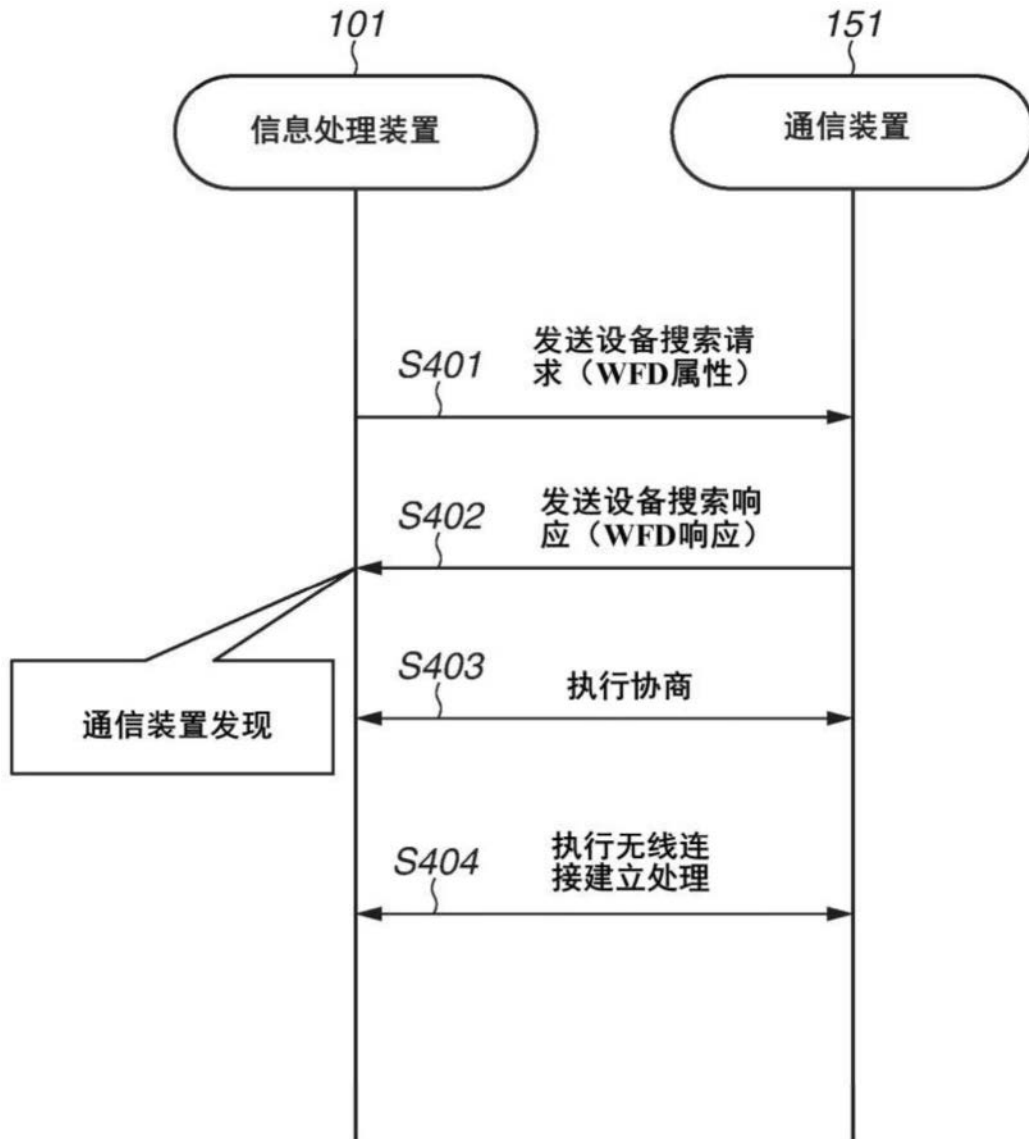 101
151
信息处理装置
通信装置
S401
发送设备搜索请
求（WFD属性）
S402
发送设备搜索响
应（WFD响应）
通信装置发现
S403
执行协商
S404
执行无线连
接建立处理